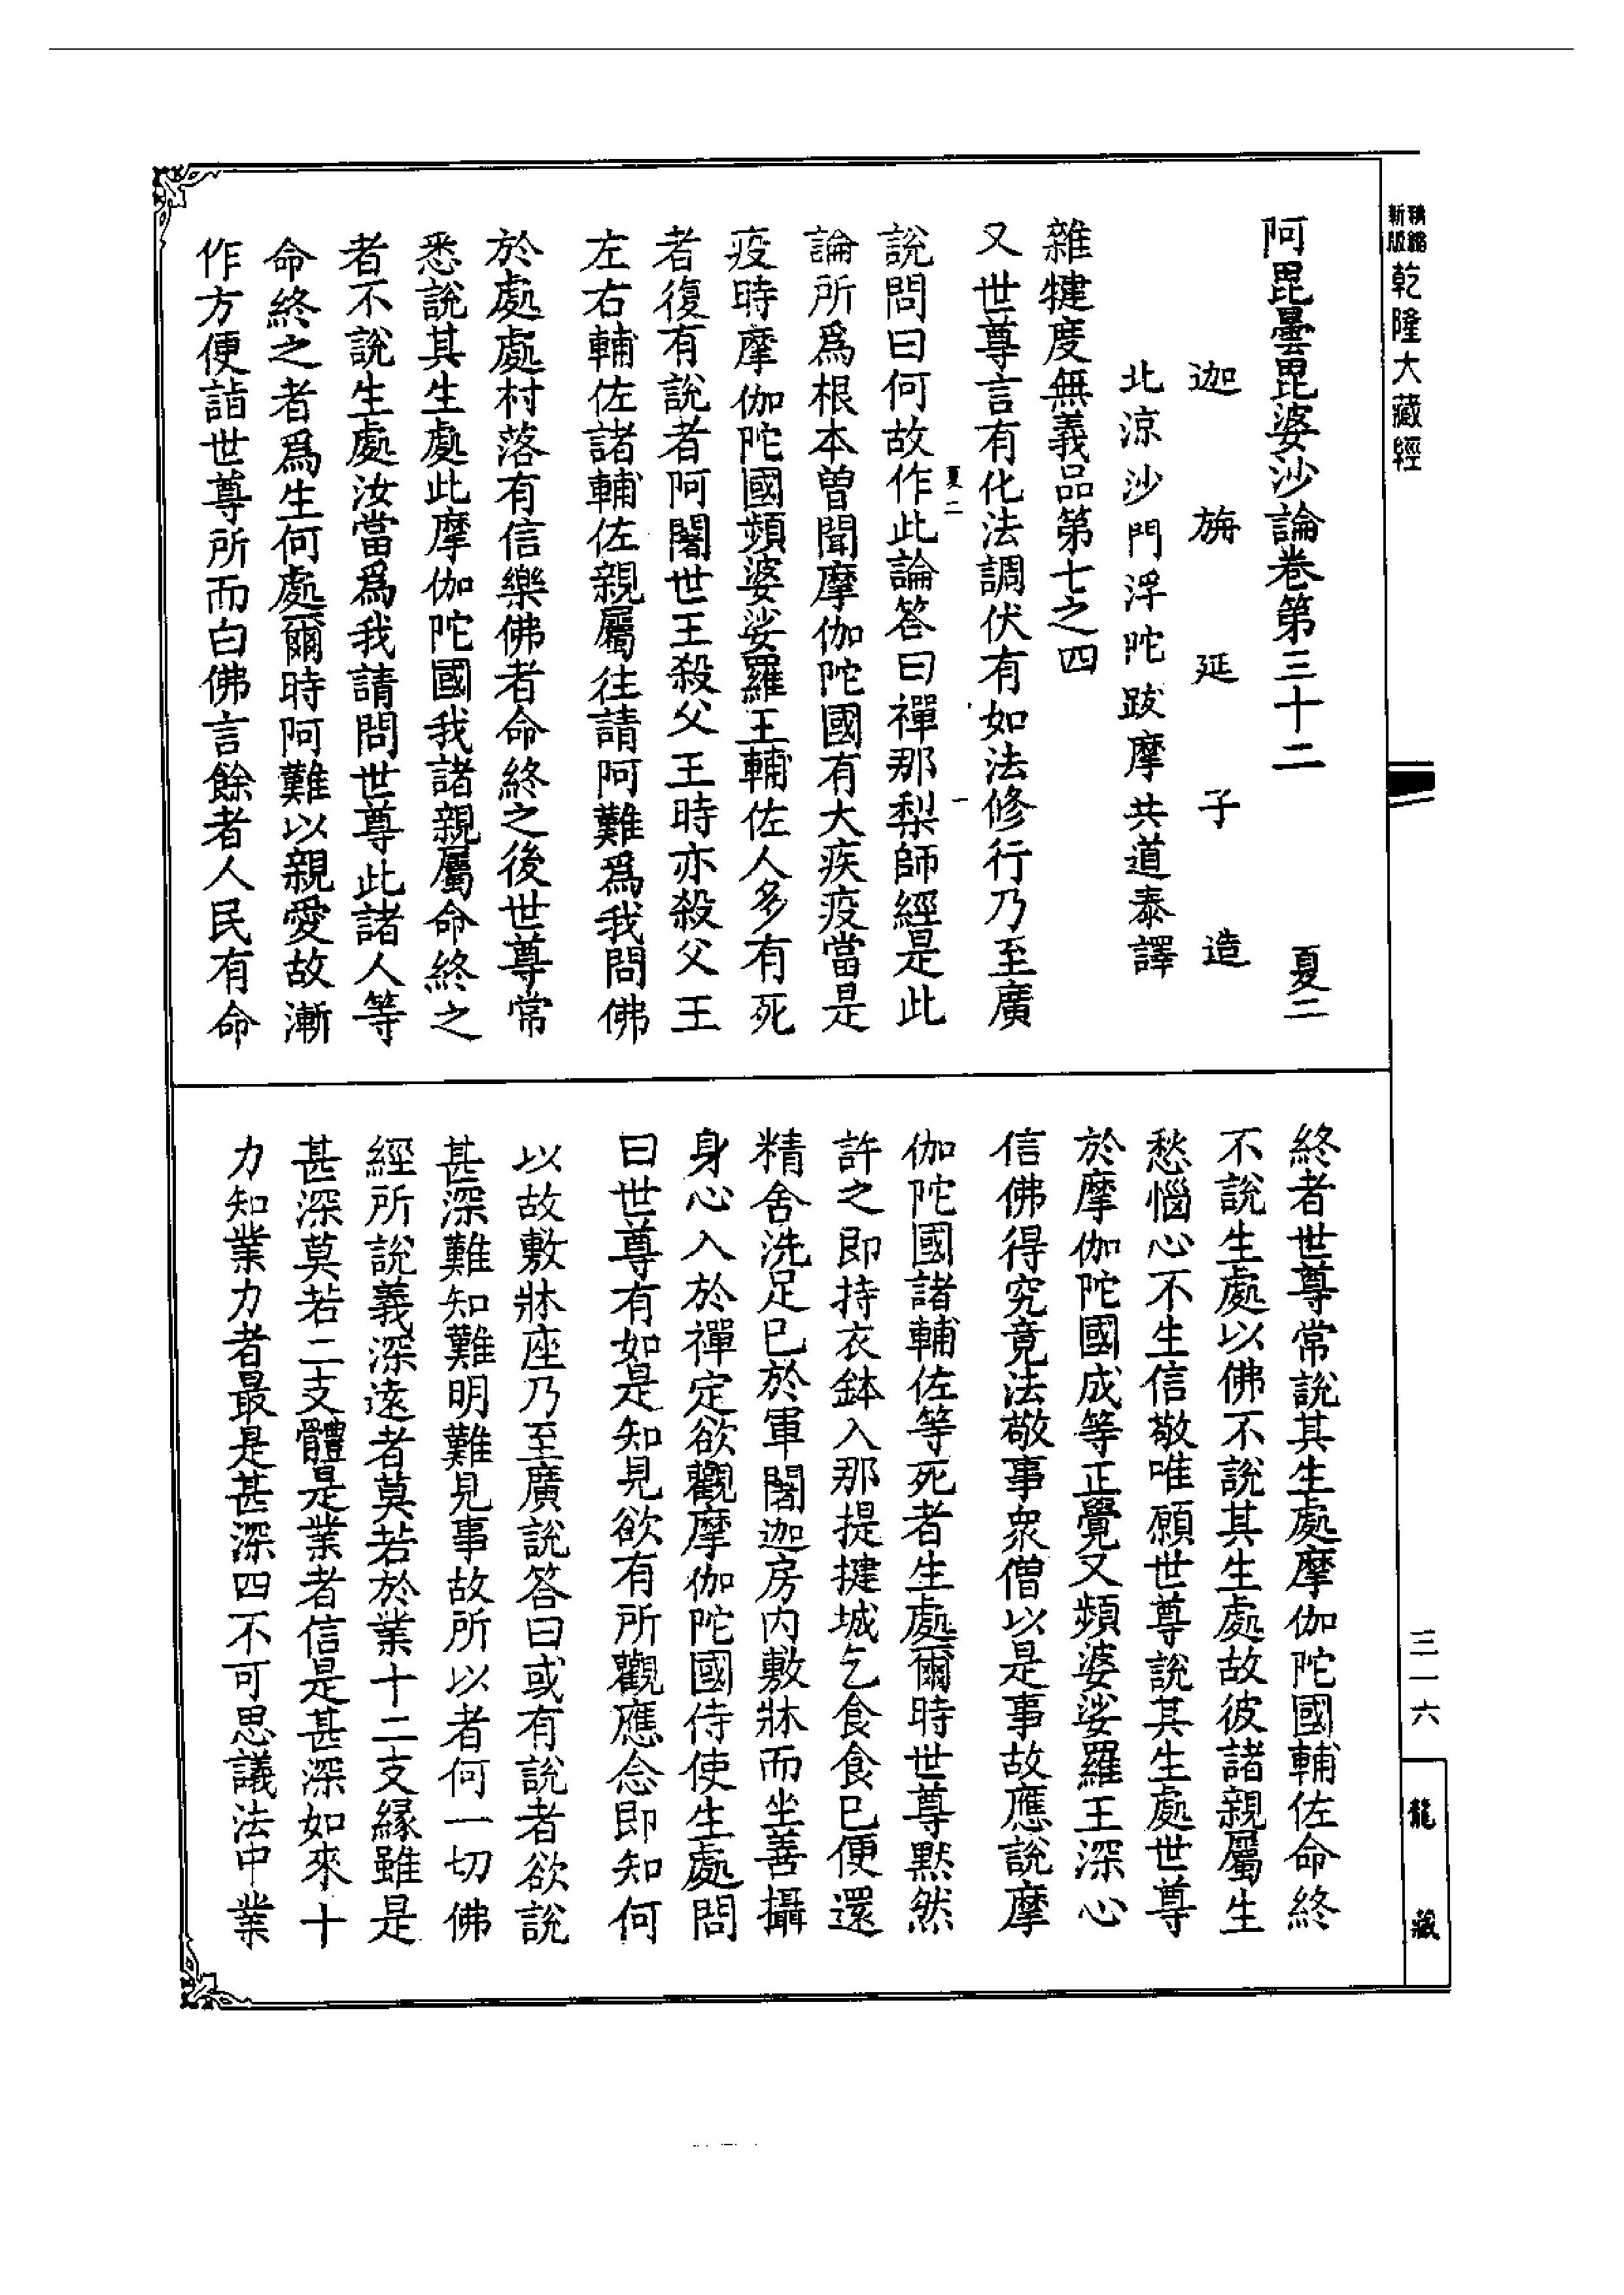 新版精縮乾隆大藏經
阿毘曇毘婆沙論卷第三十二 夏二
迦旃延子造
北涼沙門浮陀跋摩共道泰譯
雜犍度無義品第七之四
又世尊言有化法調伏有如法修行乃至廣
夏二 一
說問曰何故作此論答曰禪那梨師經是此
論所爲根本曾聞摩伽陀國有大疾疫當是
疫時摩伽陀國頻婆娑羅王輔佐人多有死
者復有說者阿闍世王殺父王時亦殺父王
左右輔佐諸輔佐親屬往請阿難爲我問佛
於處處村落有信樂佛者命終之後世尊常
悉說其生處此摩伽陀國我諸親屬命終之
者不說生處汝當爲我請問世尊此諸人等
命終之者爲生何處爾時阿難以親愛故漸
作方便詣世尊所而白佛言餘者人民有命
終者世尊常說其生處摩伽陀國輔佐命終
不說生處以佛不說其生處故彼諸親屬生
愁惱心不生信敬唯願世尊說其生處世尊
於摩伽陀國成等正覺又頻婆娑羅王深心
信佛得究竟法敬事衆僧以是事故應說摩
伽陀國諸輔佐等死者生處爾時世尊默然
許之即持衣鉢入那提揵城乞食食已便還
精舍洗足已於軍闍迦房內敷牀而坐善攝
身心入於禪定欲觀摩伽陀國侍使生處問
曰世尊有如是知見欲有所觀應念即知何
以故敷牀座乃至廣說答曰或有說者欲說
甚深難知難明難見事故所以者何一切佛
經所說義深遠者莫若於業十二支緣雖是
甚深莫若二支體是業者信是甚深如來十
力知業力者最是甚深四不可思議法中業
三一六
龍藏